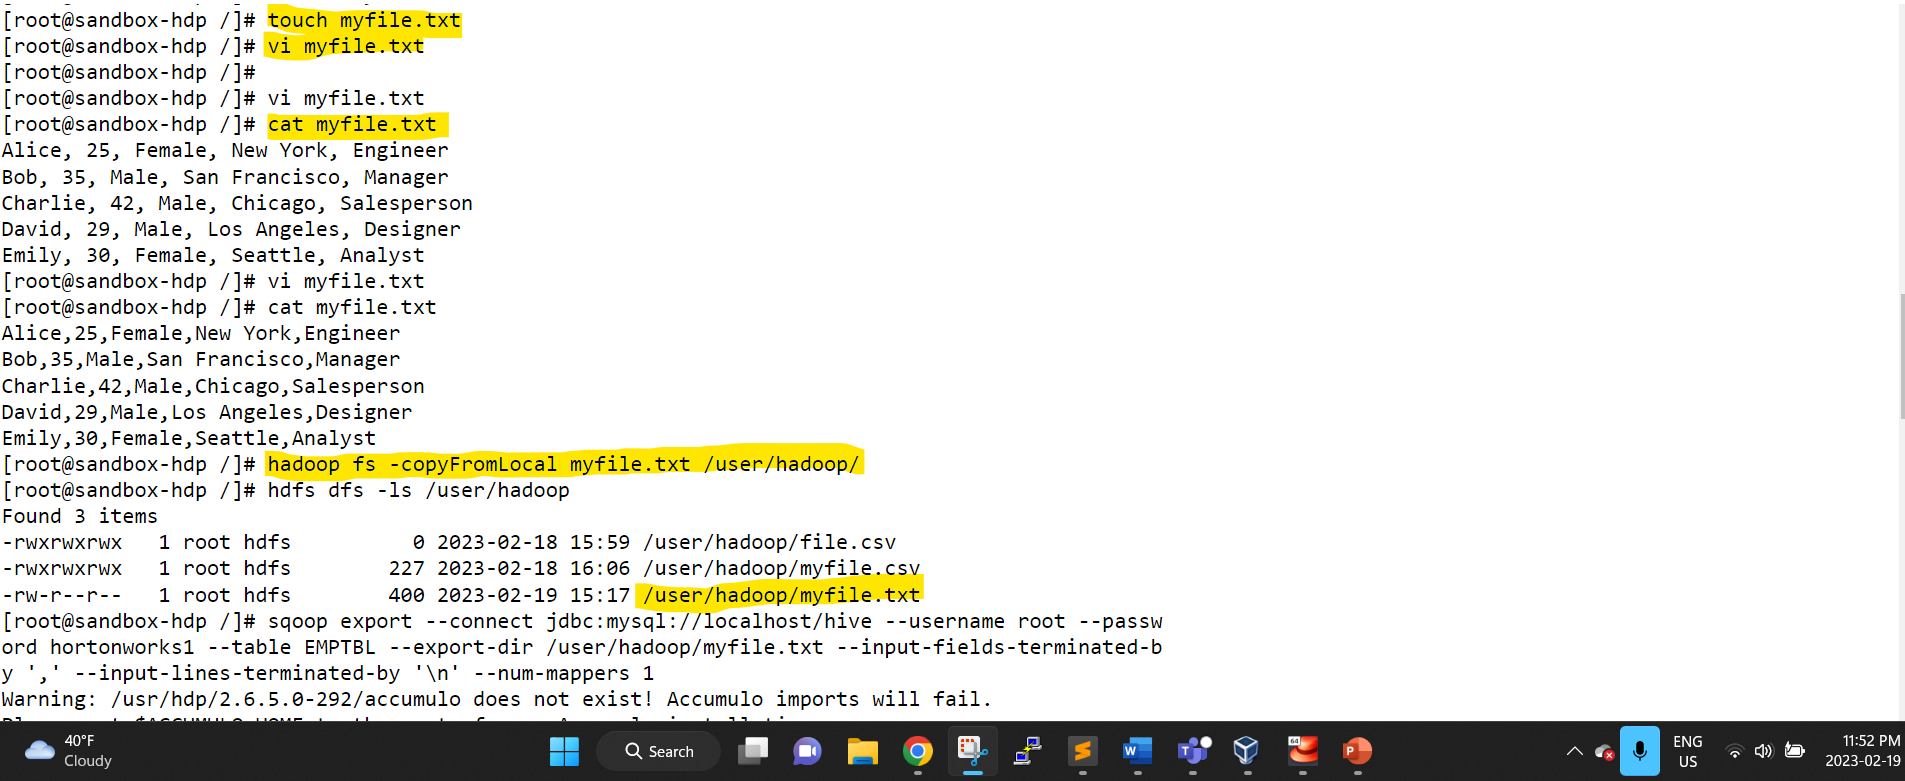 [root@sandbox-hdp /]# touch myfile.txt
[root@sandbox-hdp /]# vi myfile.txt
[root@sandbox-hdp /]#
[root@sandbox-hdp /]# vi myfile.txt
[root@sandbox-hdp /]# cat myfile.txt
Alice, 25, Female, New York, Engineer
Bob, 35, Male, San Francisco, Manager
Charlie, 42, Male, Chicago, Salesperson
David, 29, Male, Los Angeles, Designer
Emily, 30, Female, Seattle, Analyst
[root@sandbox-hdp /]# vi myfile.txt
[root@sandbox-hdp /]# cat myfile.txt
Alice,25,Female,New York,Engineer
Bob,35,Male,San Francisco,Manager
Charlie,42,Male,Chicago,Salesperson
David,29,Male,Los Angeles,Designer
Emily,30,Female,Seattle,Analyst
[root@sandbox-hdp /]# hadoop fs -copyFromLocal myfile.txt /user/hadoop/
[root@sandbox-hdp /]# hdfs dfs -ls /user/hadoop
Found 3 items
-rwxrwxrwx   1 root hdfs          0 2023-02-18 15:59 /user/hadoop/file.csv
-rwxrwxrwx   1 root hdfs        227 2023-02-18 16:06 /user/hadoop/myfile.csv
-rw-r--r--   1 root hdfs        400 2023-02-19 15:17 /user/hadoop/myfile.txt
[root@sandbox-hdp /]# sqoop export --connect jdbc:mysql://localhost/hive --username root --passw
ord hortonworks1 --table EMPTBL --export-dir /user/hadoop/myfile.txt --input-fields-terminated-b
y ',' --input-lines-terminated-by '\n' --num-mappers 1
Warning: /usr/hdp/2.6.5.0-292/accumulo does not exist! Accumulo imports will fail.
40°F
Cloudy
Search
64
W
T
P
ENG
US
11:52 PM
2023-02-19